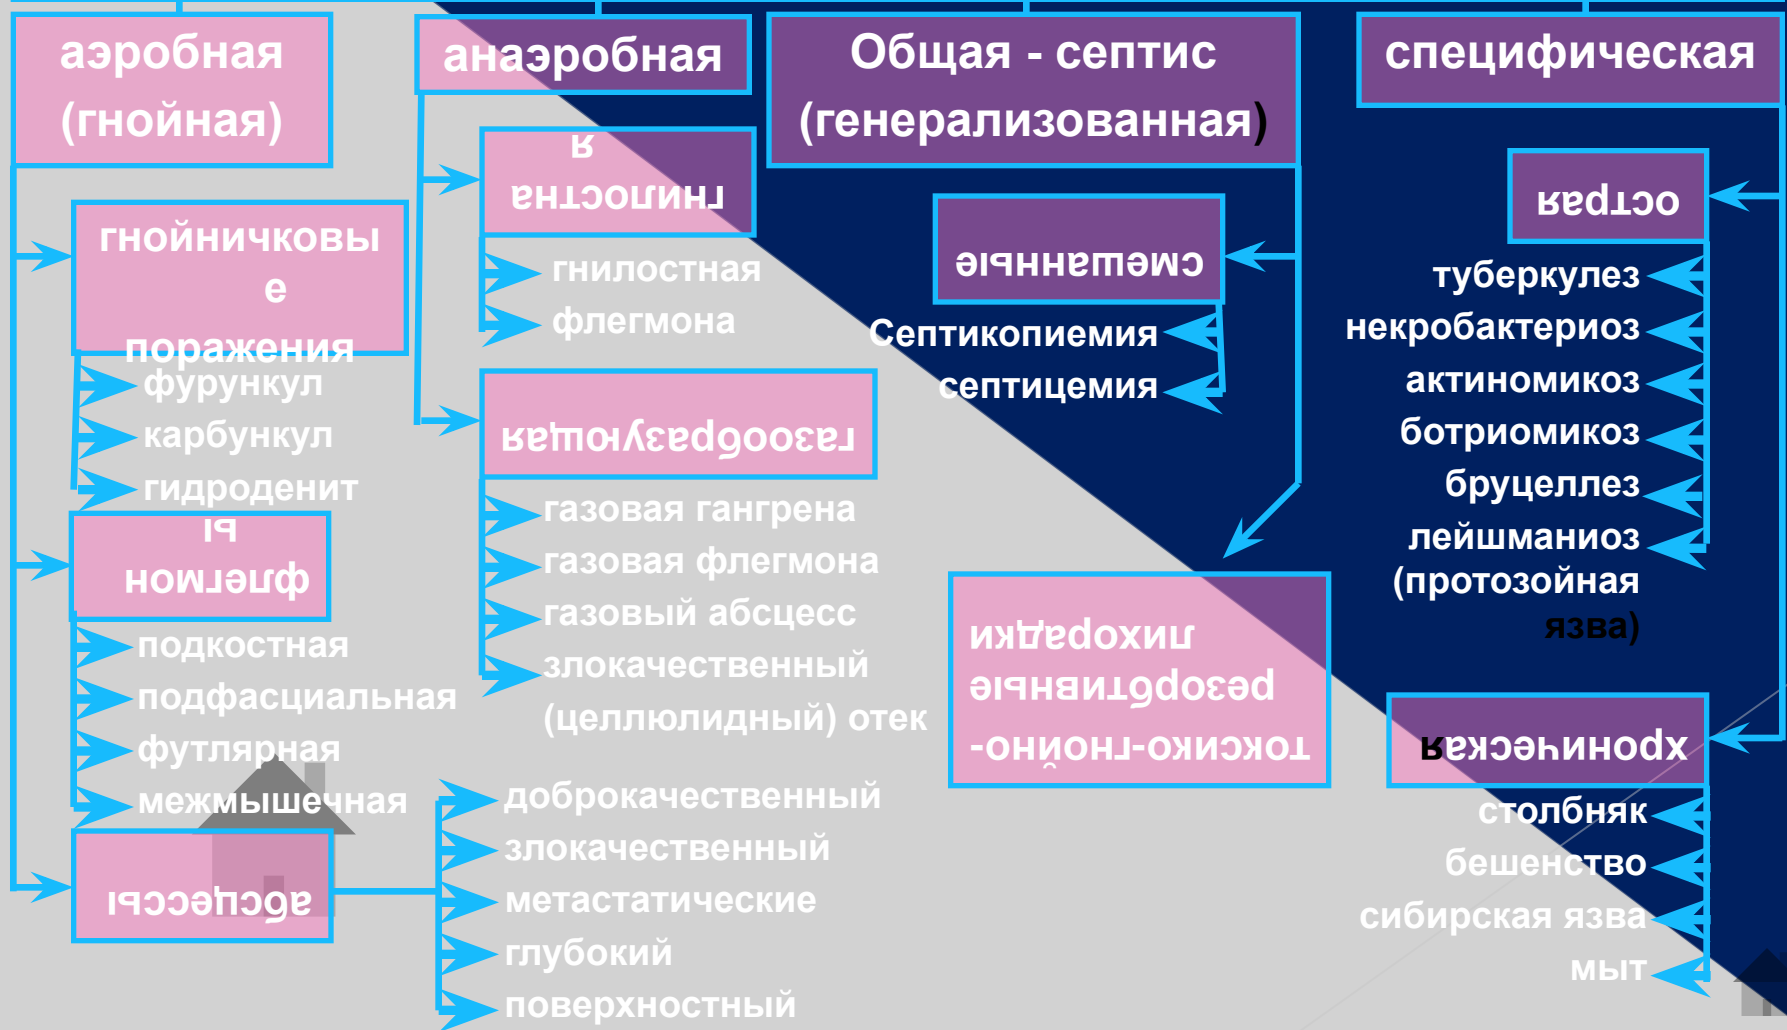 аэробная
(гнойная)
гнойничковы
е
поражения
фурункул
карбункул
гидроденит
флегмон
ы
подкостная
подфасциальная
футлярная
межмышечная
абсцессы
доброкачественный
злокачественный
метастатические
глубокий
поверхностный
анаэробная
гнилостна
я
гнилостная
флегмона
газообразующая
газовая гангрена
газовая флегмона
газовый абсцесс
злокачественный
(целлюлидный) отек
Общая - септис
(генерализованная)
смешанные
Септикопиемия
септицемия
токсико-гнойно-
резорбтивные
лихорадки
специфическая
острая
туберкулез
некробактериоз
актиномикоз
ботриомикоз
бруцеллез
лейшманиоз
(протозойная
язва)
хроническая
столбняк
бешенство
сибирская язва
мыт